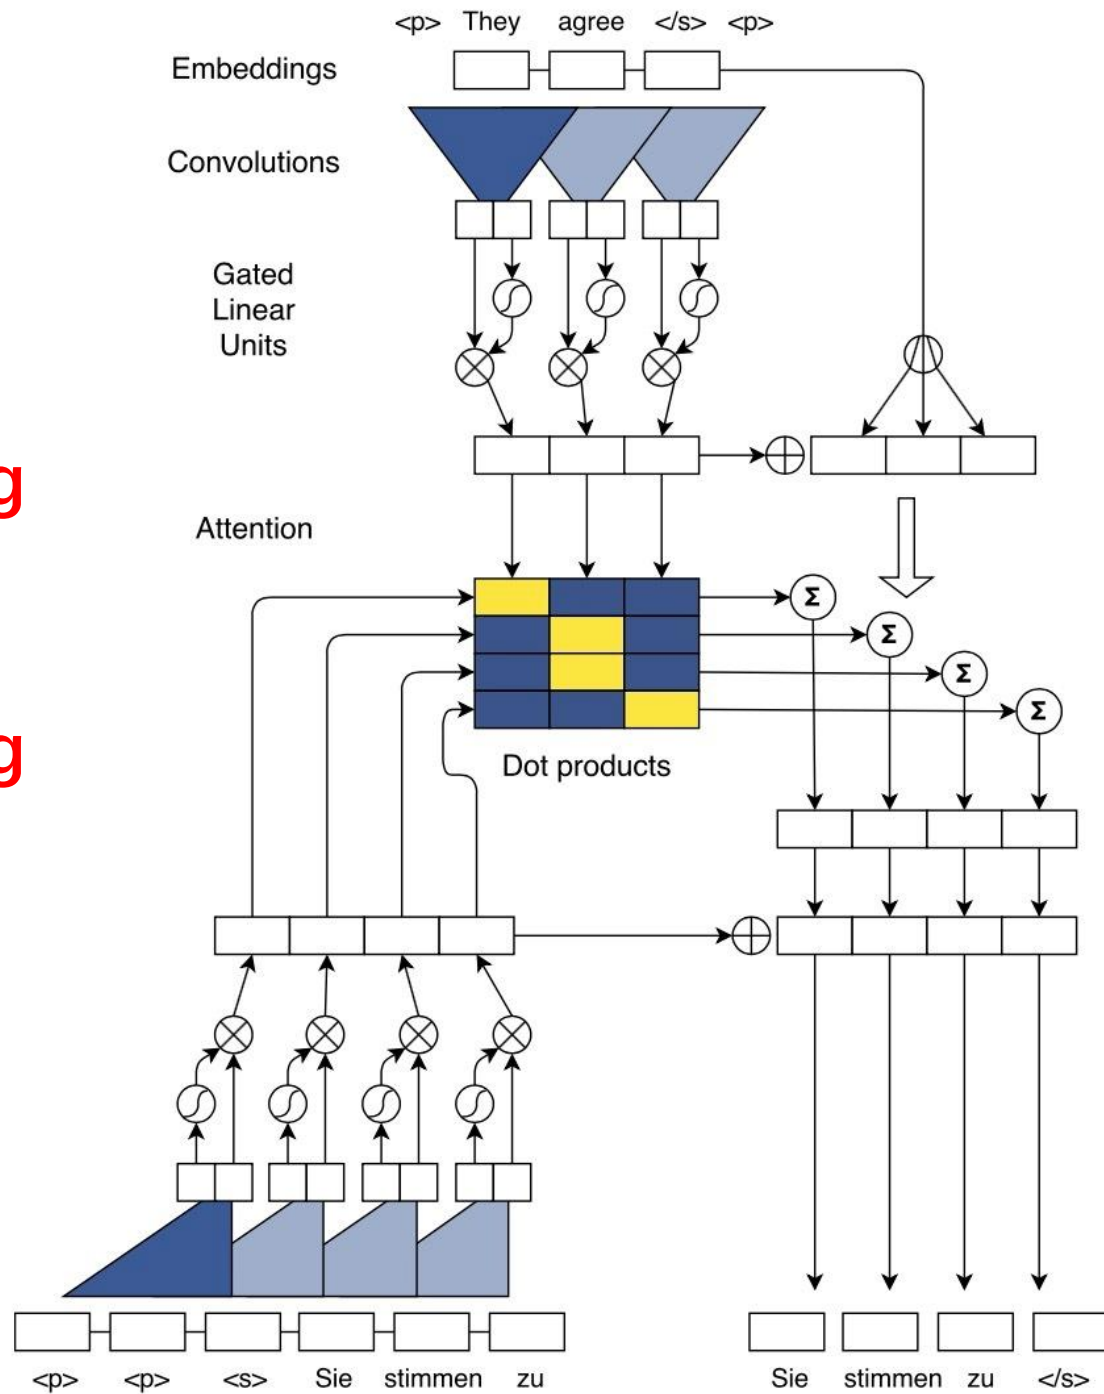 <p> They agree </s> <p>
Embeddings
Convolutions
Gated
Linear
Units
g
Attention
Σ
Σ
Σ
Σ
g
Dot products
<p> <p> <s> Sie stimmen zu
Sie stimmen zu </s>